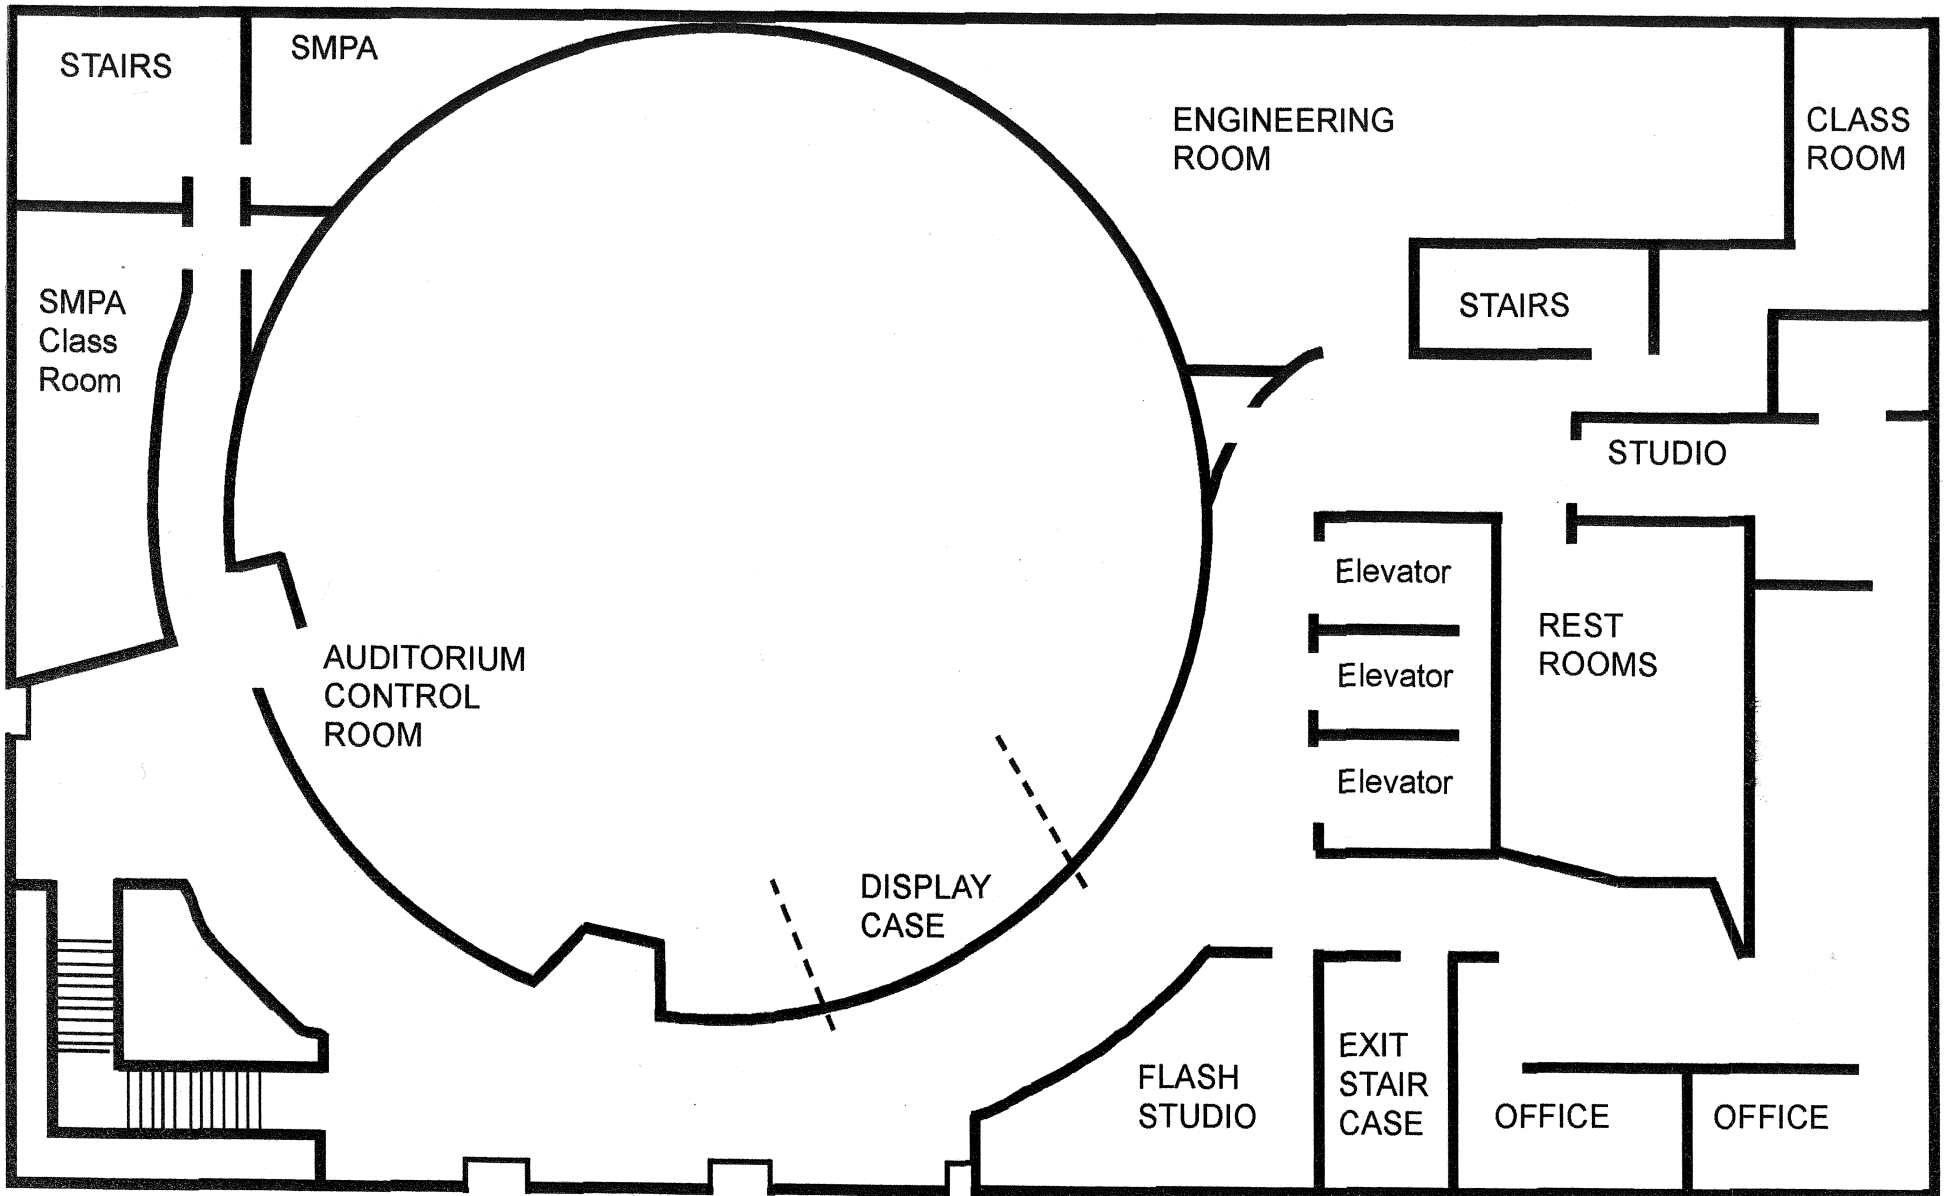 STAIRS
SMPA
ENGINEERING
ROOM
CLASS
ROOM
SMPA
Class
Room
STAIRS
STUDIO
Elevator
Elevator
Elevator
REST
ROOMS
AUDITORIUM
CONTROL
ROOM
DISPLAY
CASE
FLASH
STUDIO
EXIT
STAIR
CASE
OFFICE
OFFICE